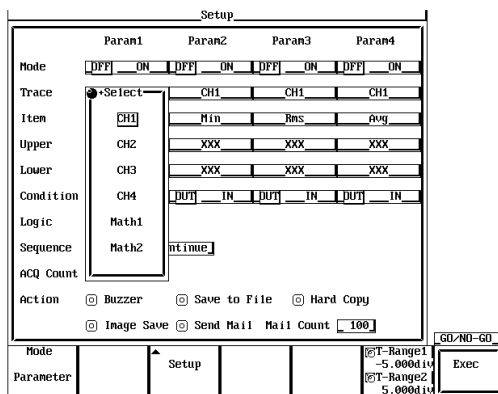 Setup
Param1 Param2 Param3 Param4
Mode OFF ON OFF ON OFF ON OFF ON
Trace +Select CH1 CH1 CH1
Item CH1 Min Rms Avg
Upper CH2 XXX XXX XXX
Lower CH3 XXX XXX XXX
Condition CH4 OUT IN OUT IN OUT IN
Logic Math1
Sequence Math2 ntinue
ACQ Count
Action Buzzer Save to File Hard Copy
Image Save Send Mail Mail Count 100
GO/NO-GO
Mode Parameter
Setup
T-Range1
-5.000div
T-Range2
5.000div
Exec